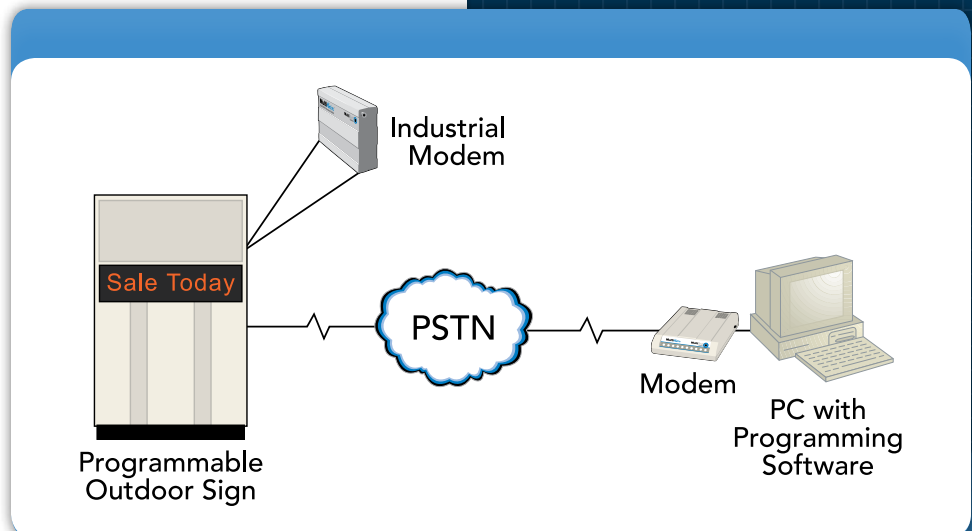 Industrial
Modem
Sale Today
PSTN
Modem
Programmable
Outdoor Sign
PC with
Programming
Software